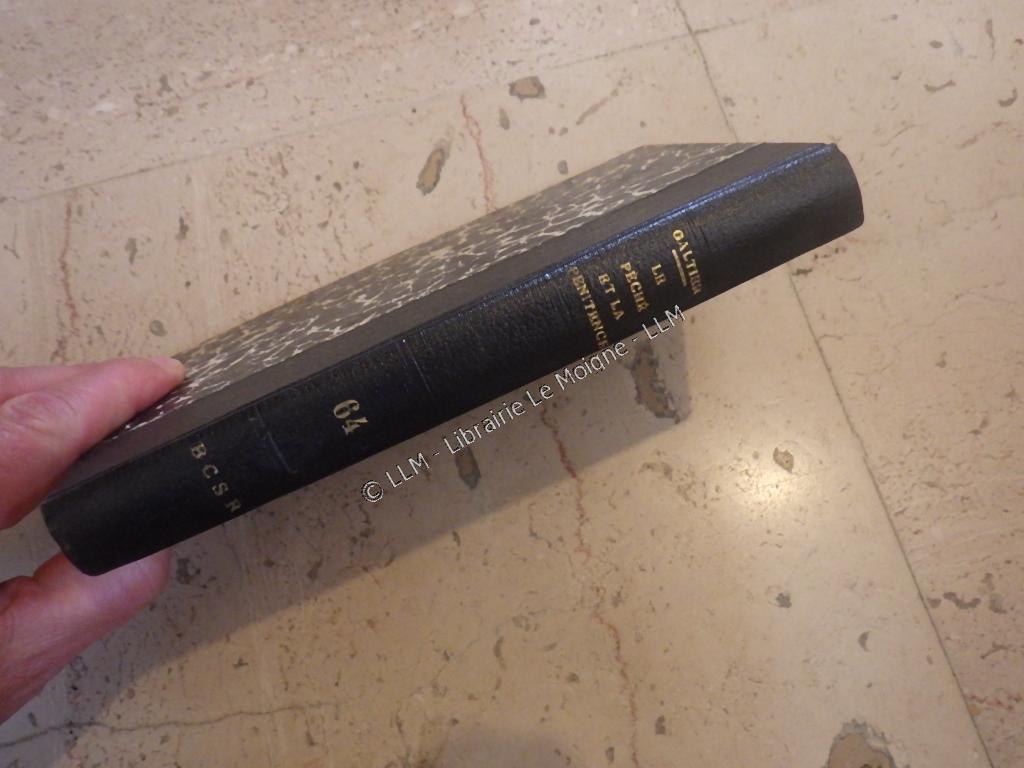 GALTIER
LE
PÉCHÉ
ET LA
PÉNITENCE
64
B C S R
© LLM - Librairie Le Moigne - LLM